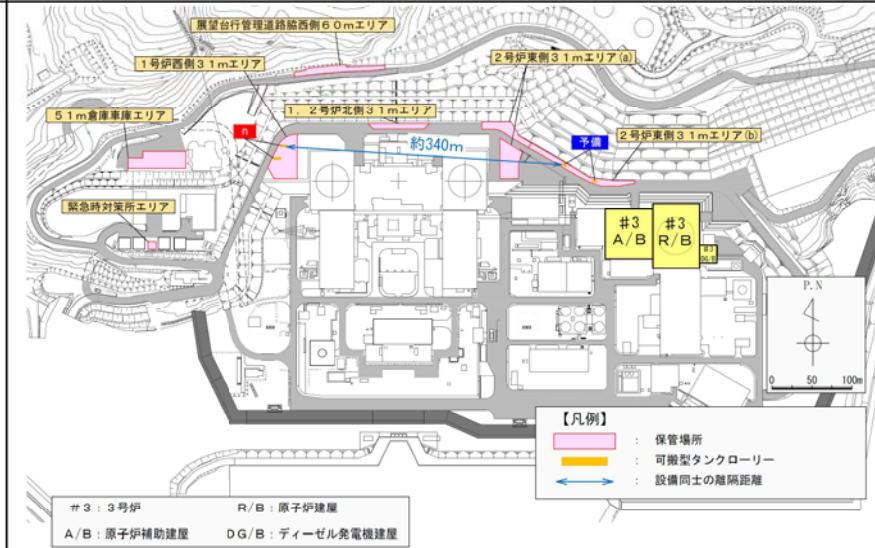 展望台行管理道路脇西側60mエリア
1号炉西側31mエリア
2号炉東側31mエリア(a)
51m倉庫車庫エリア
1,2号炉北側31mエリア
n
約340m
予備
2号炉東側31mエリア(b)
緊急時対策所エリア
#3
A/B
#3
R/B
#3
DG/B
P.N
0 50 100m
【凡例】
: 保管場所
: 可搬型タンクローリー
: 設備同士の離隔距離
#3:3号炉 R/B:原子炉建屋
A/B:原子炉補助建屋 DG/B:ディーゼル発電機建屋